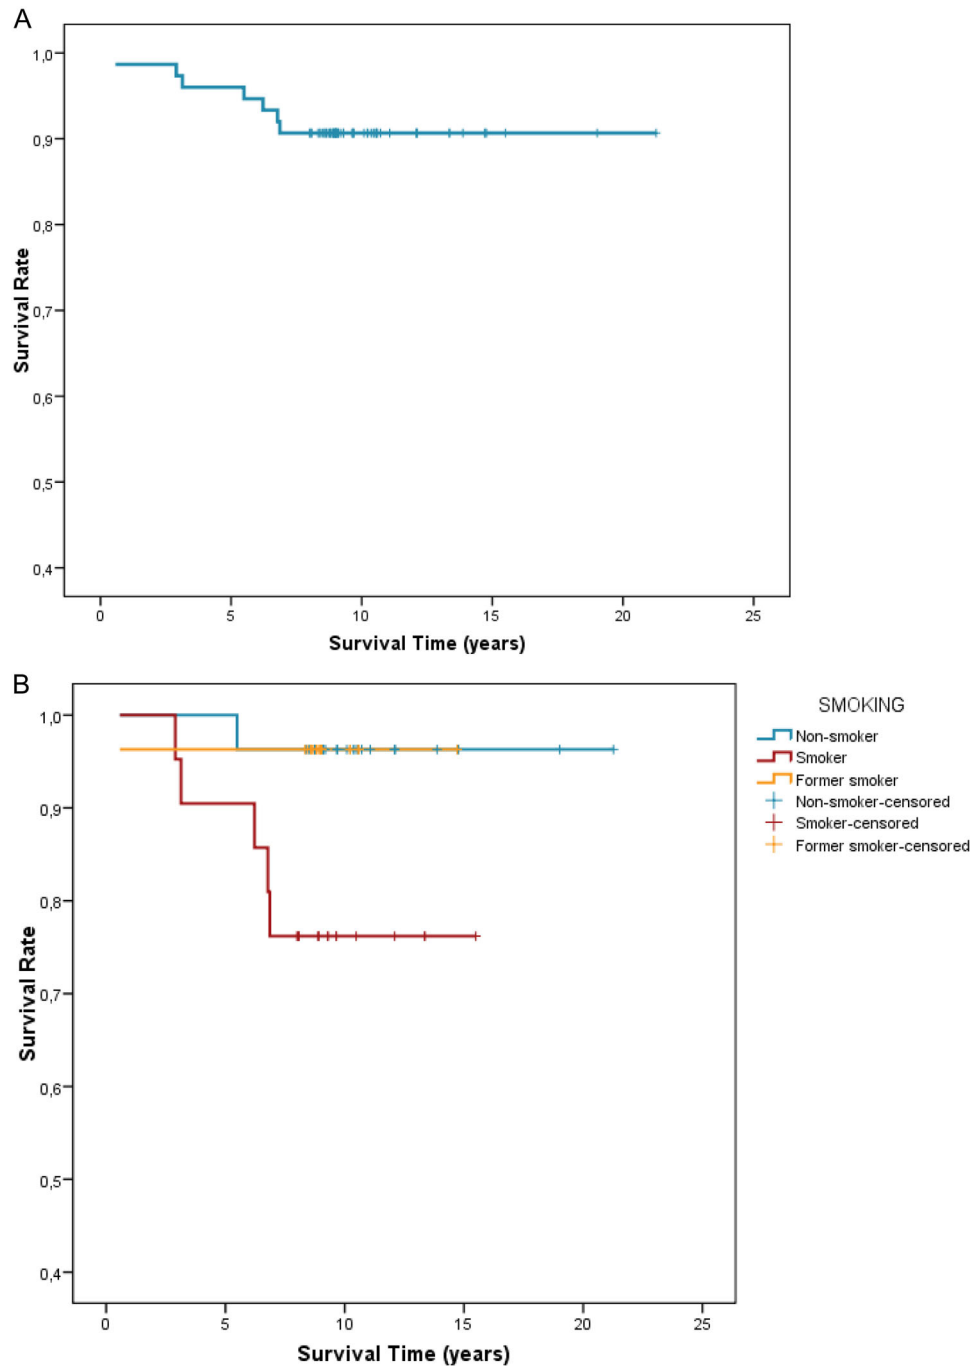 A
1,0
0,9
0,8
0,7
0,6
0,5
0,4
Survival Rate
0 5 10 15 20 25
Survival Time (years)
B
1,0
0,9
0,8
0,7
0,6
0,5
0,4
Survival Rate
0 5 10 15 20 25
Survival Time (years)
SMOKING
Non-smoker
Smoker
Former smoker
Non-smoker-censored
Smoker-censored
Former smoker-censored